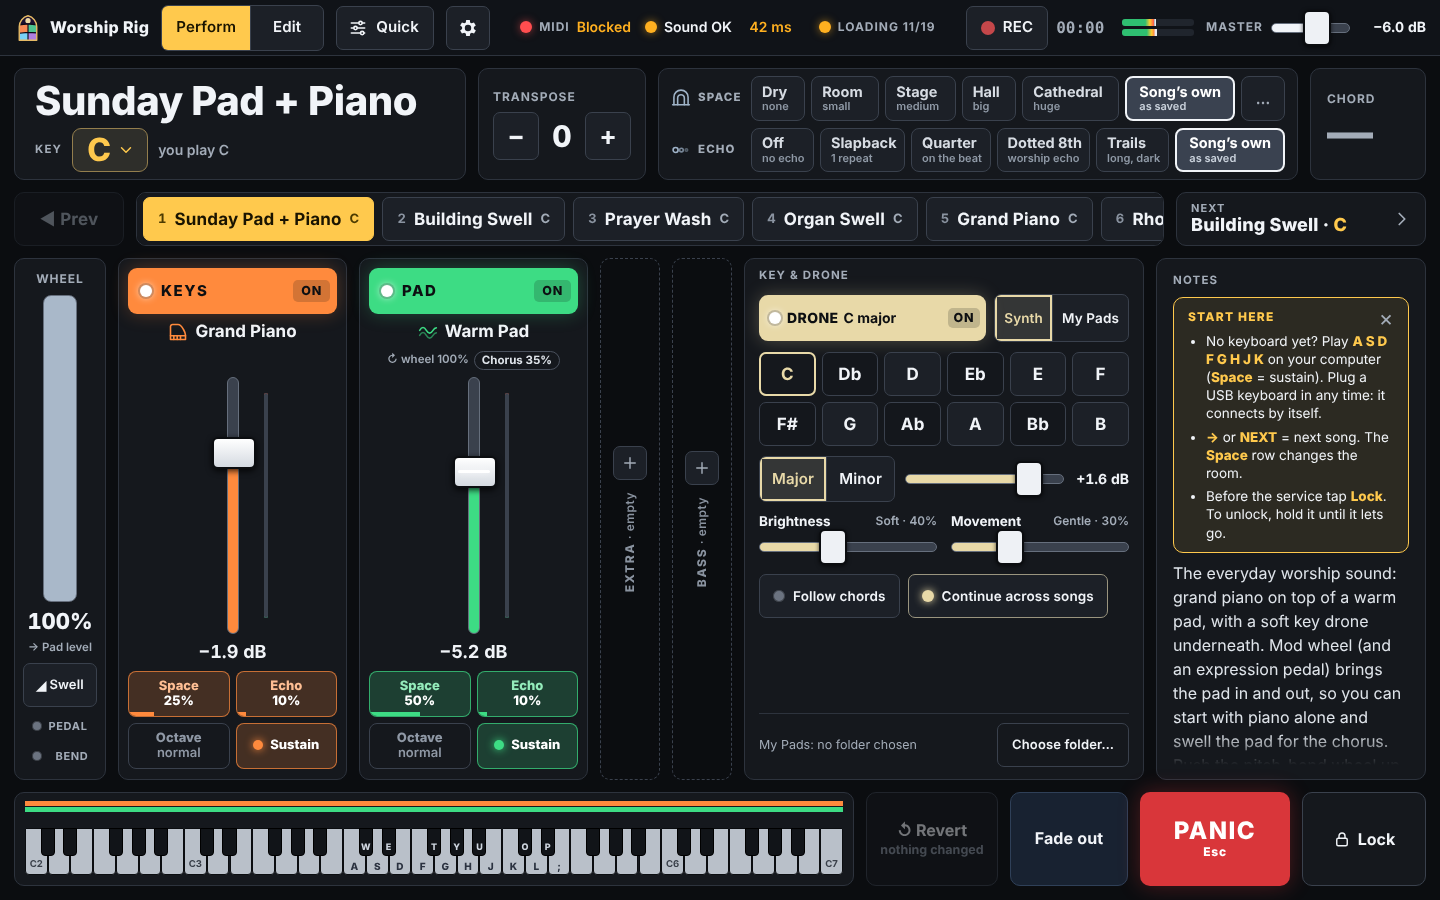 Worship Rig
Perform
Edit
Quick
MIDI Blocked
Sound OK
42 ms
LOADING 11/19
REC
00:00
MASTER
−6.0 dB
Sunday Pad + Piano
KEY
C
you play C
TRANSPOSE
− 0 +
SPACE
Dry
none
Room
small
Stage
medium
Hall
big
Cathedral
huge
Song's own
as saved
...
ECHO
Off
no echo
Slapback
1 repeat
Quarter
on the beat
Dotted 8th
worship echo
Trails
long, dark
Song's own
as saved
CHORD
◀ Prev
1 Sunday Pad + Piano C
2 Building Swell C
3 Prayer Wash C
4 Organ Swell C
5 Grand Piano C
6 Rho
NEXT
Building Swell · C
WHEEL
100%
→ Pad level
Swell
PEDAL
BEND
KEYS
ON
Grand Piano
−1.9 dB
Space
25%
Echo
10%
Octave
normal
Sustain
PAD
ON
Warm Pad
↻ wheel 100%
Chorus 35%
−5.2 dB
Space
50%
Echo
10%
Octave
normal
Sustain
EXTRA · empty
BASS · empty
KEY & DRONE
DRONE C major
ON
Synth
My Pads
C Db D Eb E F
F# G Ab A Bb B
Major
Minor
+1.6 dB
Brightness
Soft · 40%
Movement
Gentle · 30%
Follow chords
Continue across songs
My Pads: no folder chosen
Choose folder...
NOTES
START HERE
• No keyboard yet? Play A S D
F G H J K on your computer
(Space = sustain). Plug a
USB keyboard in any time: it
connects by itself.
• → or NEXT = next song. The
Space row changes the
room.
• Before the service tap Lock.
To unlock, hold it until it lets
go.
The everyday worship sound:
grand piano on top of a warm
pad, with a soft key drone
underneath. Mod wheel (and
an expression pedal) brings
the pad in and out, so you can
start with piano alone and
swell the pad for the chorus.
W E T Y U O P
C2 C3 A S D F G H J K L ; C6 C7
Revert
nothing changed
Fade out
PANIC
Esc
Lock